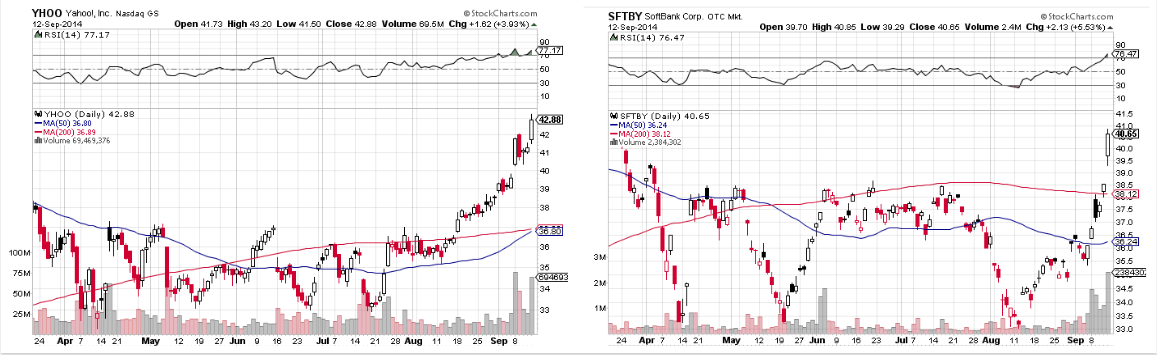 YHOO Yahoo!, Inc. Nasdaq GS © StockCharts.com
12-Sep-2014 Open 41.73 High 43.20 Low 41.50 Close 42.88 Volume 69.5M Chg +1.62 (+3.93%)
RSI(14) 77.17
90
77.17
70
50
30
10
YHOO (Daily) 42.88
MA(50) 36.80
MA(200) 36.89
Volume 69,469,376
42.88
42
41
40
39
38
37
36.80
36
35
694693
34
33
100M
75M
50M
25M
24 Apr 7 14 21 May 12 19 Jun 9 16 23 Jul 7 14 21 Aug 11 18 25 Sep 8
SFTBY SoftBank Corp. OTC Mkt. © StockCharts.com
12-Sep-2014 Open 39.70 High 40.85 Low 39.29 Close 40.65 Volume 2.4M Chg +2.13 (+5.53%)
RSI(14) 76.47
90
76.47
70
50
30
10
SFTBY (Daily) 40.65
MA(50) 36.24
MA(200) 38.12
Volume 2,384,302
41.5
41.0
40.65
40.0
39.5
39.0
38.5
38.12
37.5
37.0
36.5
36.24
35.5
35.0
2384302
34.5
34.0
33.5
33.0
3M
2M
1M
24 Apr 7 14 21 May 12 19 Jun 9 16 23 Jul 7 14 21 Aug 11 18 25 Sep 8